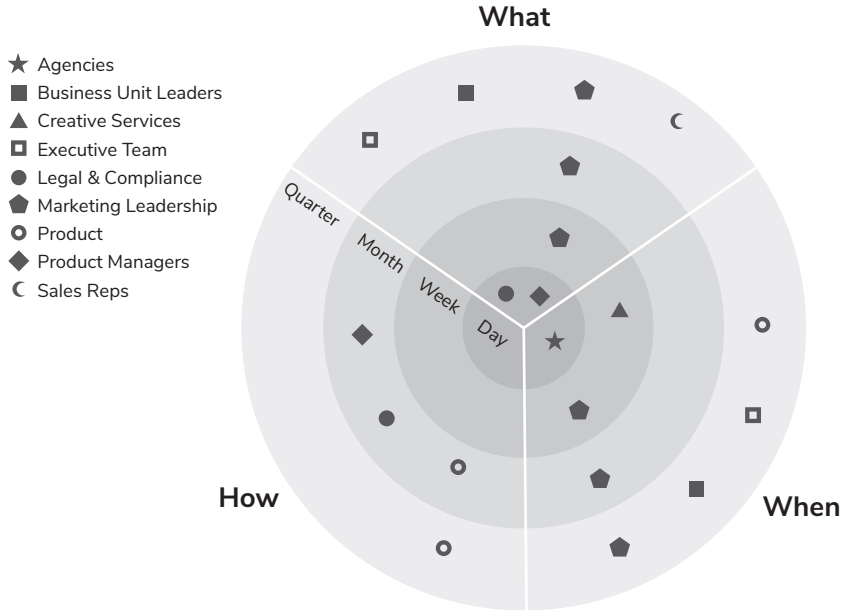 What
Agencies
Business Unit Leaders
Creative Services
Executive Team
Legal & Compliance
Marketing Leadership
Product
Product Managers
Sales Reps
Quarter
Month
Week
Day
How
When